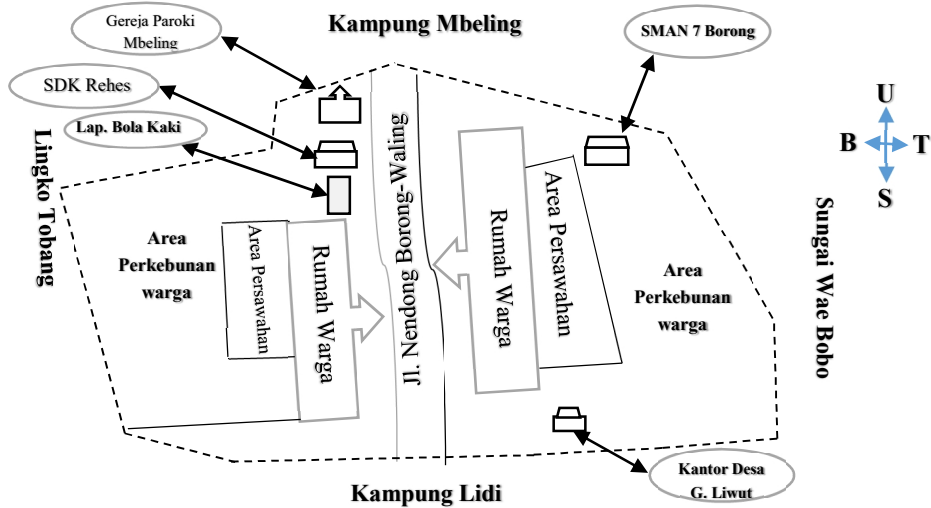 Gereja Paroki
Mbeling
Kampung Mbeling
SMAN 7 Borong
SDK Rehes
Lap. Bola Kaki
U
B
T
S
Lingko Tobang
Jl. Nendong Borong-Waling
Area
Perkebunan
warga
Area Persawahan
Rumah Warga
Rumah Warga
Area Persawahan
Area
Perkebunan
warga
Sungai Wae Bobo
Kantor Desa
G. Liwut
Kampung Lidi